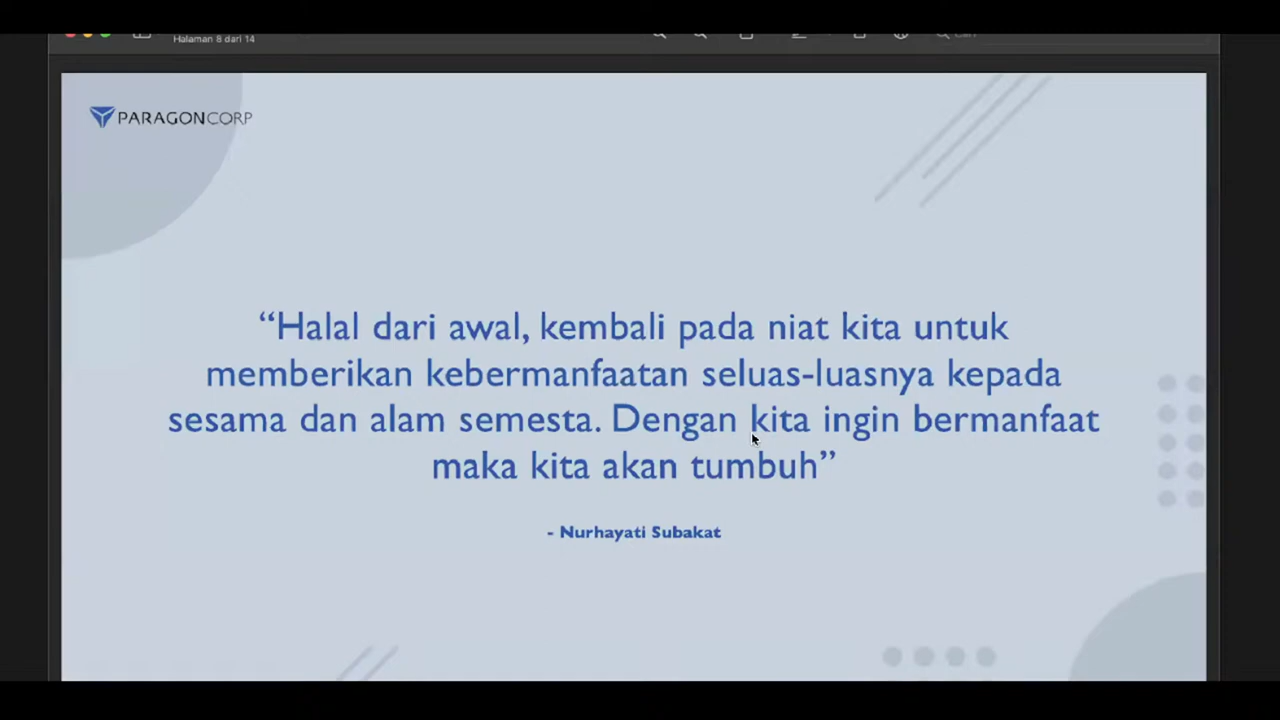 Halaman 8 dari 14
PARAGONCORP
“Halal dari awal, kembali pada niat kita untuk
memberikan kebermanfaatan seluas-luasnya kepada
sesama dan alam semesta. Dengan kita ingin bermanfaat
maka kita akan tumbuh”
- Nurhayati Subakat